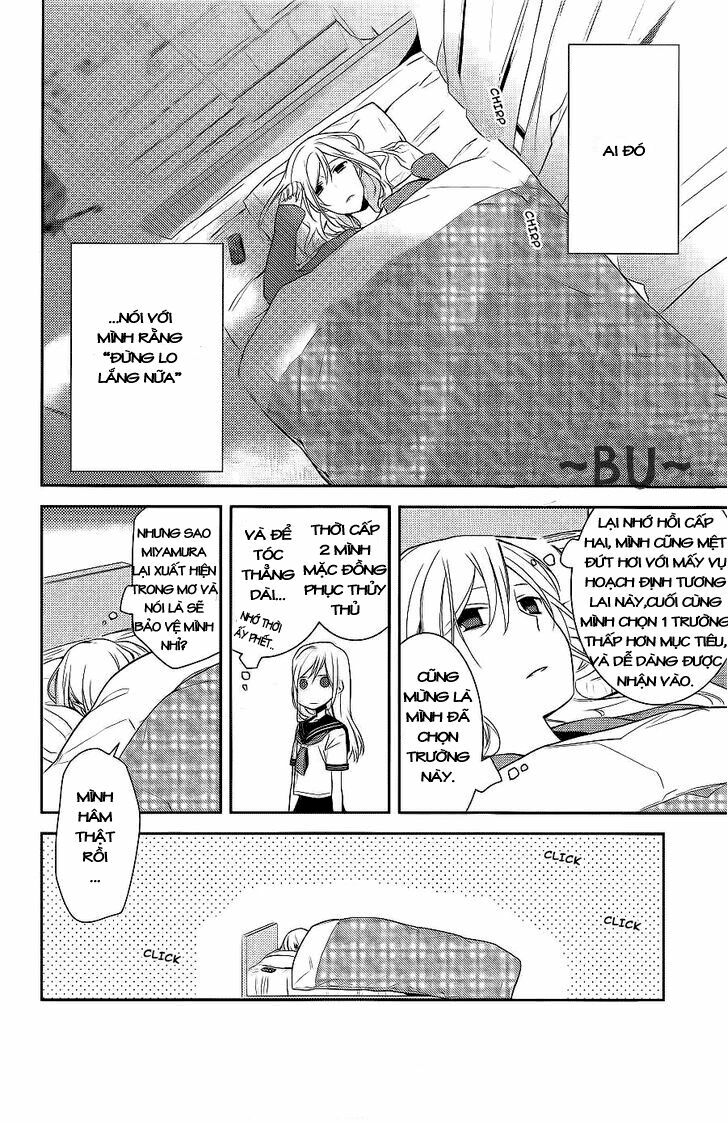 AI ĐÓ
CHIRP
CHIRP
...NÓI VỚI
MÌNH RẰNG
“ĐỪNG LO
LẮNG NỮA”
~BU~
LẠI NHỚ HỒI CẤP
HAI, MÌNH CŨNG MỆT
ĐỨT HƠI VỚI MẤY VỤ
HOẠCH ĐỊNH TƯƠNG
LAI NÀY,CUỐI CÙNG
MÌNH CHỌN 1 TRƯỜNG
THẤP HƠN MỤC TIÊU,
VÀ DỄ DÀNG ĐƯỢC
NHẬN VÀO.
CŨNG
MỪNG LÀ
MÌNH ĐÃ
CHỌN
TRƯỜNG
NÀY.
THỜI CẤP
2 MÌNH
MẶC ĐỒNG
PHỤC THỦY
THỦ
VÀ ĐỂ
TÓC
THẲNG
DÀI...
NHỚ THỜI
ẤY PHẾT..
NHƯNG SAO
MIYAMURA
LẠI XUẤT HIỆN
TRONG MƠ VÀ
NÓI LÀ SẼ
BẢO VỆ MÌNH
NHỈ?
MÌNH
HÂM
THẬT
RỒI
...
CLICK
CLICK
CLICK